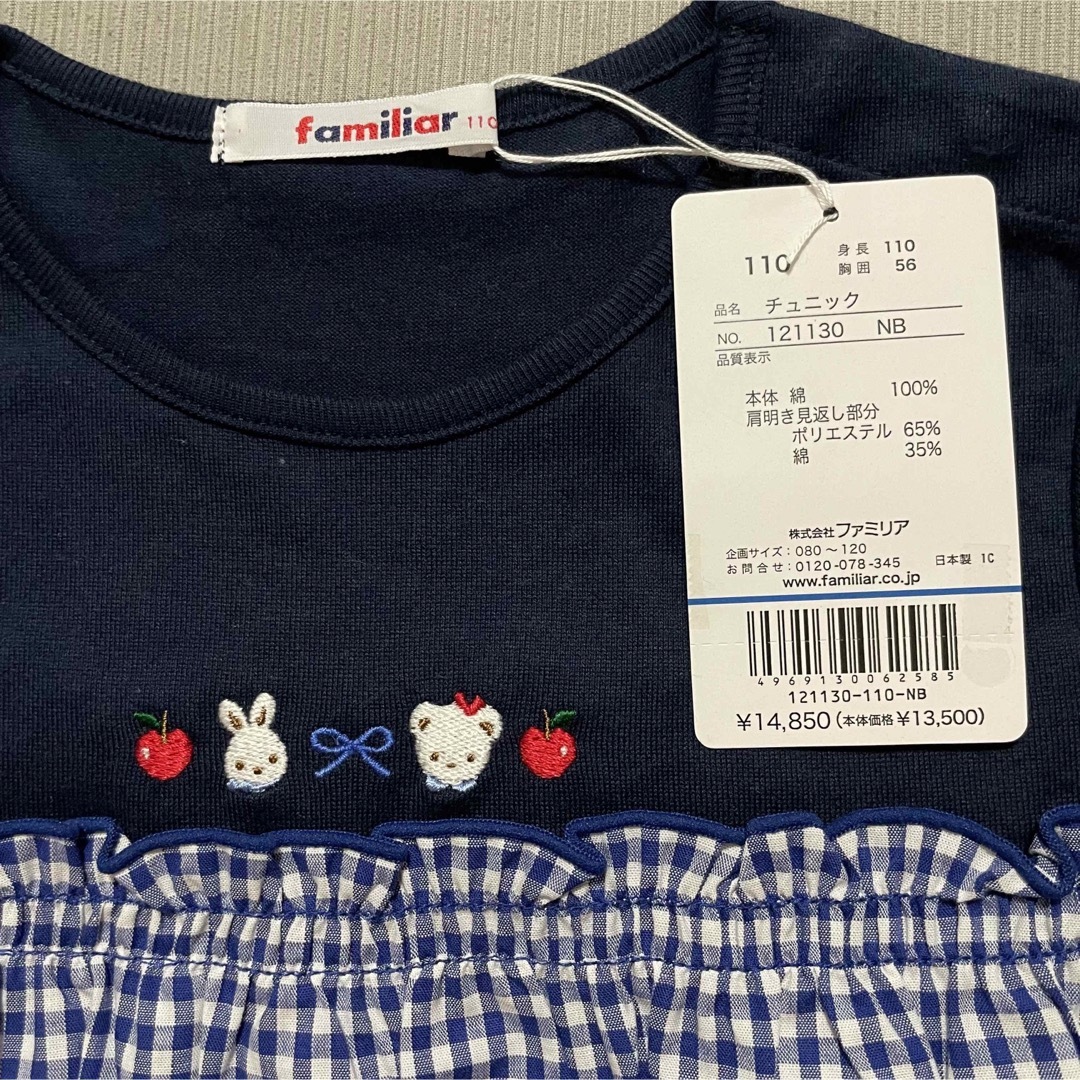 familiar 110
110
身長 110
胸囲 56
品名 チュニック
NO. 121130 NB
品質表示
本体 綿 100%
肩明き見返し部分
ポリエステル 65%
綿 35%
株式会社ファミリア
企画サイズ：080～120
お問合せ：0120-078-345 日本製 1C
www.familiar.co.jp
4969130062585
121130-110-NB
¥14,850(本体価格¥13,500)